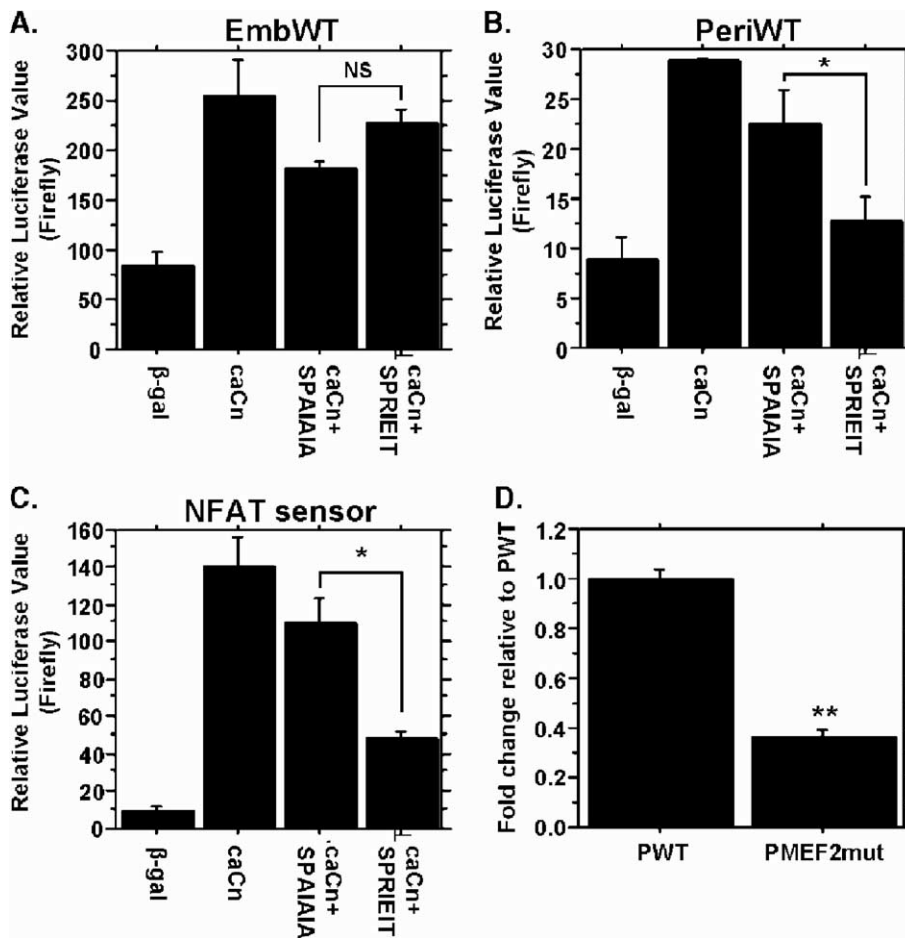 A.
EmbWT
Relative Luciferase Value
(Firefly)
300
250
200
150
100
50
0
NS
β-gal
caCn
caCn+
SPAIAIA
caCn+
SPRIEIT
B.
PeriWT
Relative Luciferase Value
(Firefly)
30
25
20
15
10
5
0
*
β-gal
caCn
caCn+
SPAIAIA
caCn+
SPRIEIT
C.
NFAT sensor
Relative Luciferase Value
(Firefly)
160
140
120
100
80
60
40
20
0
*
β-gal
caCn
caCn+
SPAIAIA
caCn+
SPRIEIT
D.
Fold change relative to PWT
1.2
1.0
0.8
0.6
0.4
0.2
0.0
**
PWT
PMEF2mut